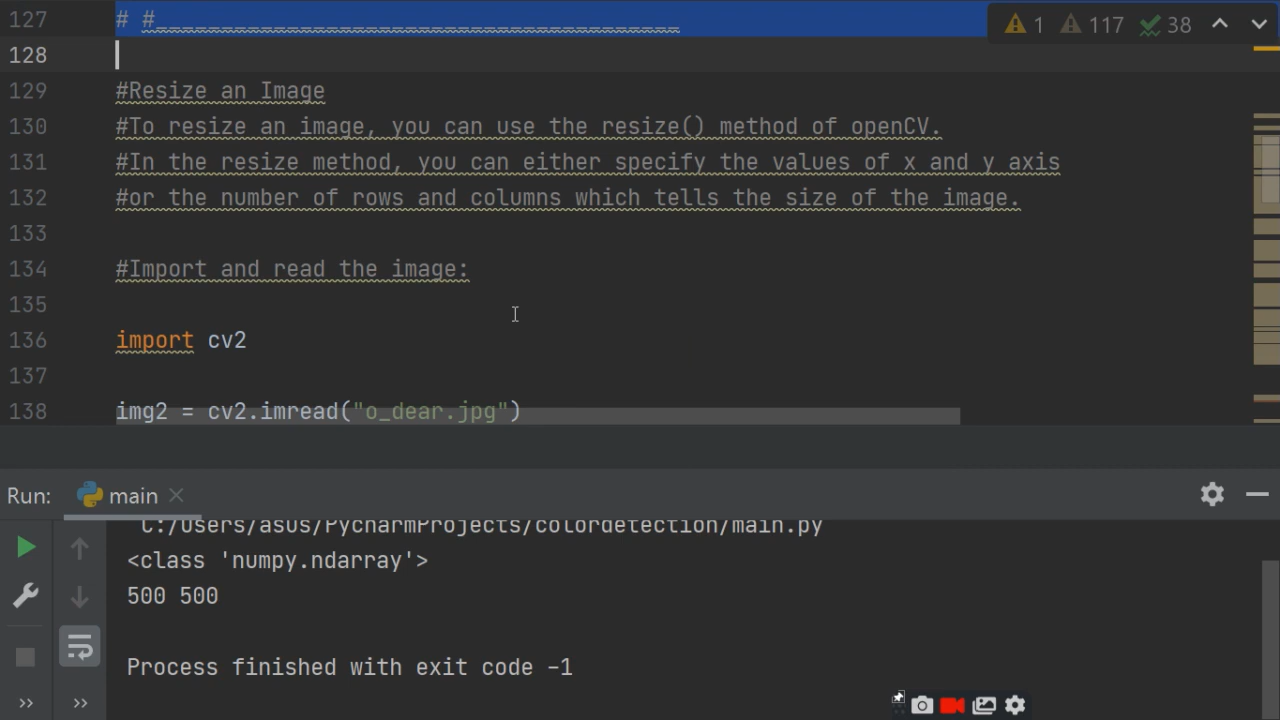 127 # #________________________________________ 1 117 38
128
129 #Resize an Image
130 #To resize an image, you can use the resize() method of openCV.
131 #In the resize method, you can either specify the values of x and y axis
132 #or the number of rows and columns which tells the size of the image.
133
134 #Import and read the image:
135
136 import cv2
137
138 img2 = cv2.imread("o_dear.jpg")
Run: main
C:/Users/asus/PycharmProjects/colordetection/main.py
<class 'numpy.ndarray'>
500 500
Process finished with exit code -1